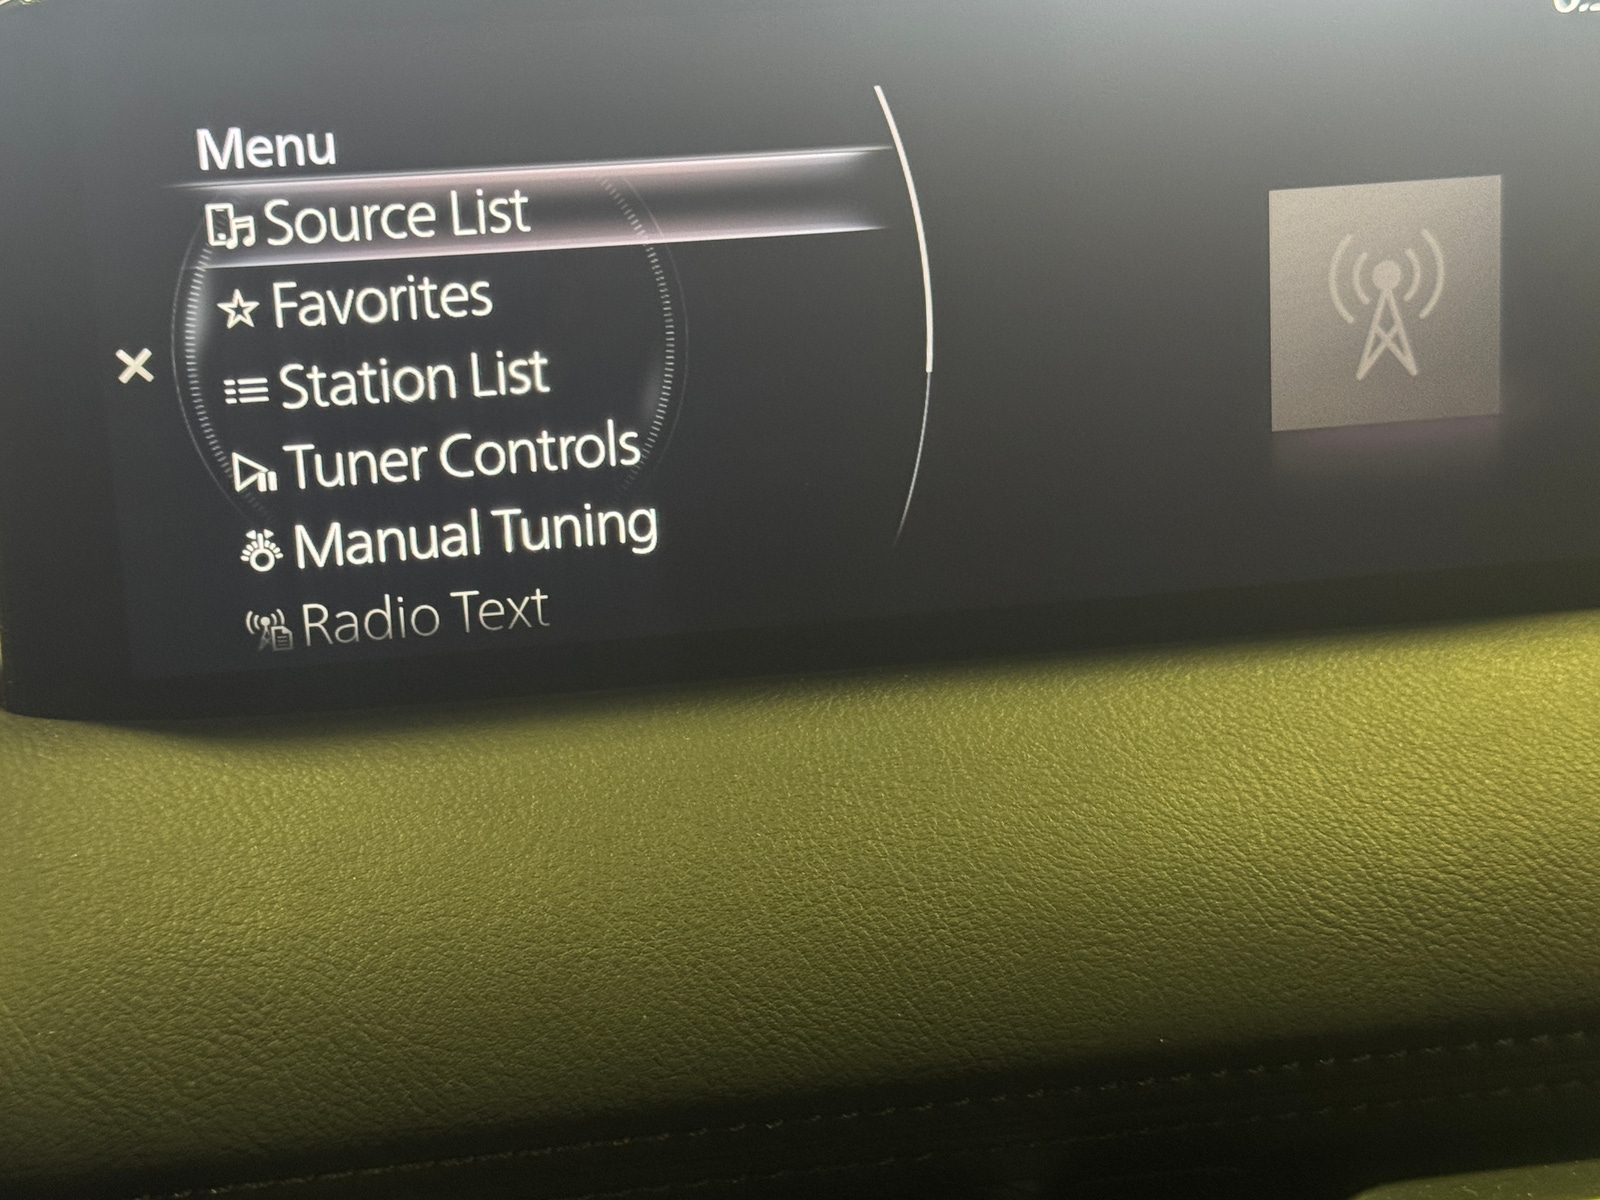 Menu
Source List
Favorites
Station List
Tuner Controls
Manual Tuning
Radio Text